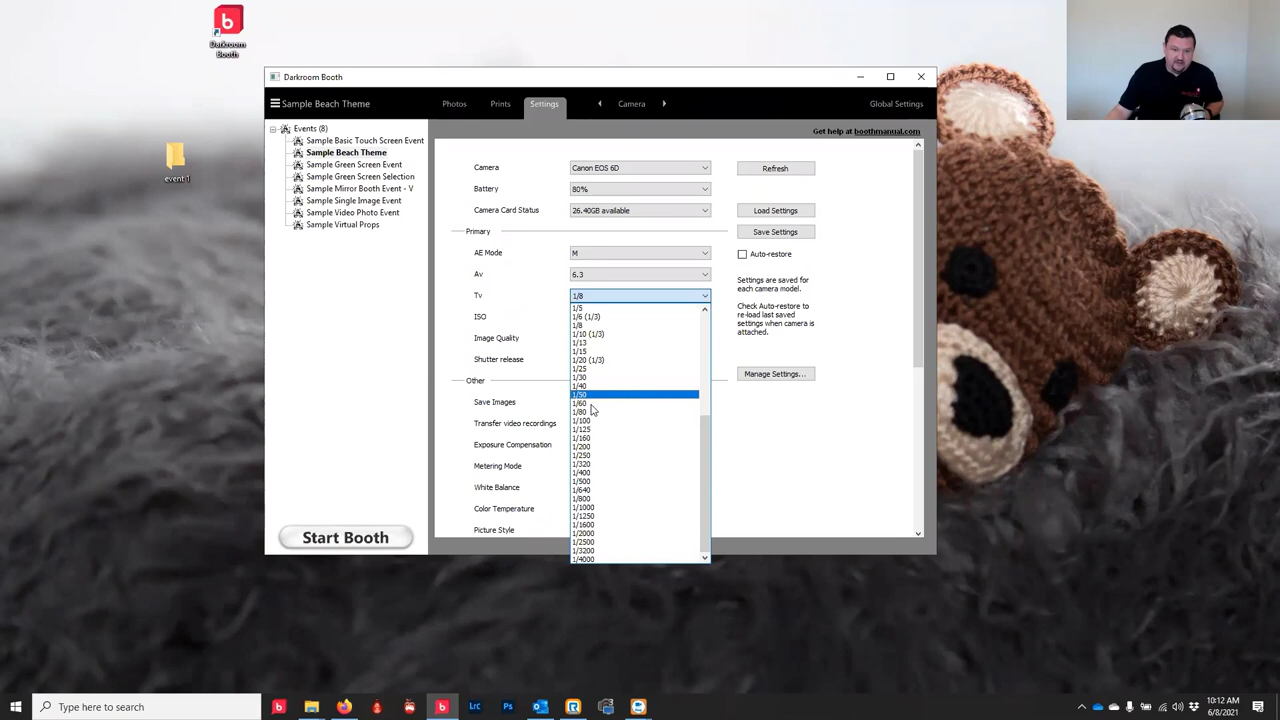 Darkroom
Booth
Darkroom Booth
Sample Beach Theme
Photos
Prints
Settings
Camera
Global Settings
Events (8)
Sample Basic Touch Screen Event
Sample Beach Theme
Sample Green Screen Event
Sample Green Screen Selection
Sample Mirror Booth Event - V
Sample Single Image Event
Sample Video Photo Event
Sample Virtual Props
Start Booth
event 1
Get help at boothmanual.com
Camera
Canon EOS 6D
Refresh
Battery
80%
Camera Card Status
26.40GB available
Load Settings
Primary
Save Settings
AE Mode
M
Auto-restore
Av
6.3
Settings are saved for
each camera model.
Tv
1/8
Check Auto-restore to
re-load last saved
settings when camera is
attached.
ISO
Image Quality
Shutter release
Manage Settings...
Other
Save Images
Transfer video recordings
Exposure Compensation
Metering Mode
White Balance
Color Temperature
Picture Style
1/5
1/6 (1/3)
1/8
1/10 (1/3)
1/13
1/15
1/20 (1/3)
1/25
1/30
1/40
1/50
1/60
1/80
1/100
1/125
1/160
1/200
1/250
1/320
1/400
1/500
1/640
1/800
1/1000
1/1250
1/1600
1/2000
1/2500
1/3200
1/4000
Type here to search
Lrc
Ps
10:12 AM
6/8/2021